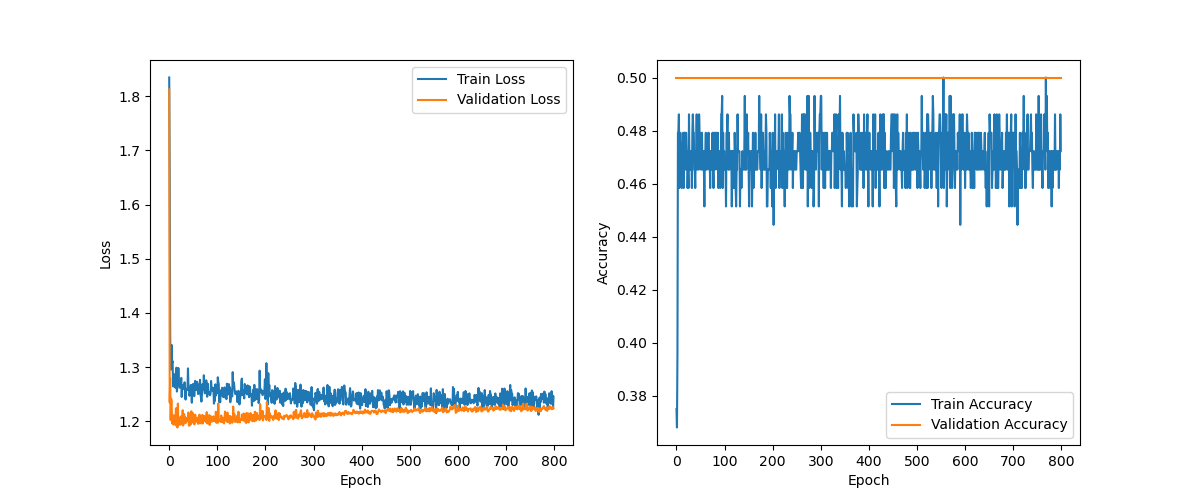 Train Loss
Validation Loss
1.8
1.7
1.6
1.5
1.4
1.3
1.2
Loss
0 100 200 300 400 500 600 700 800
Epoch
0.50
0.48
0.46
0.44
0.42
0.40
0.38
Accuracy
Train Accuracy
Validation Accuracy
0 100 200 300 400 500 600 700 800
Epoch